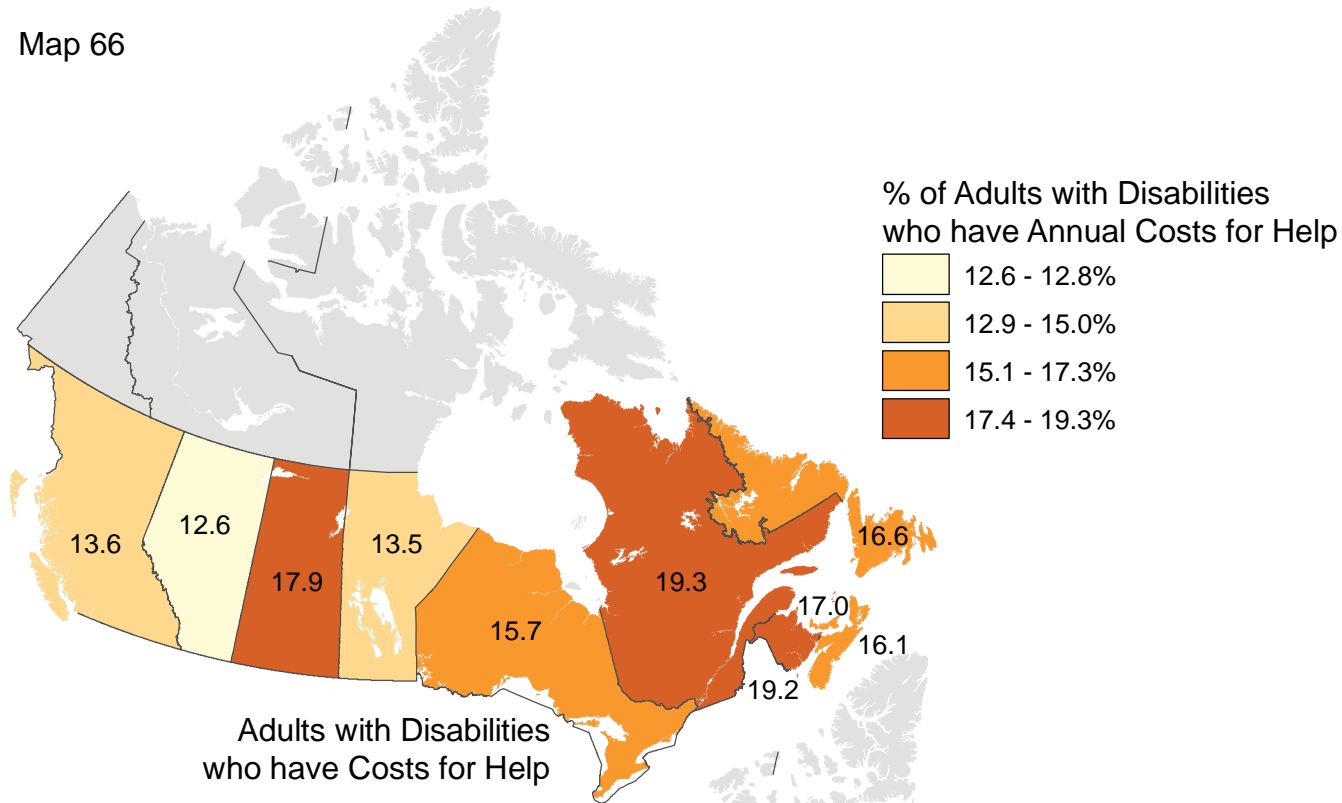 Map 66
% of Adults with Disabilities
who have Annual Costs for Help
12.6 - 12.8%
12.9 - 15.0%
15.1 - 17.3%
17.4 - 19.3%
13.6
12.6
17.9
13.5
15.7
19.3
16.6
17.0
16.1
19.2
Adults with Disabilities
who have Costs for Help